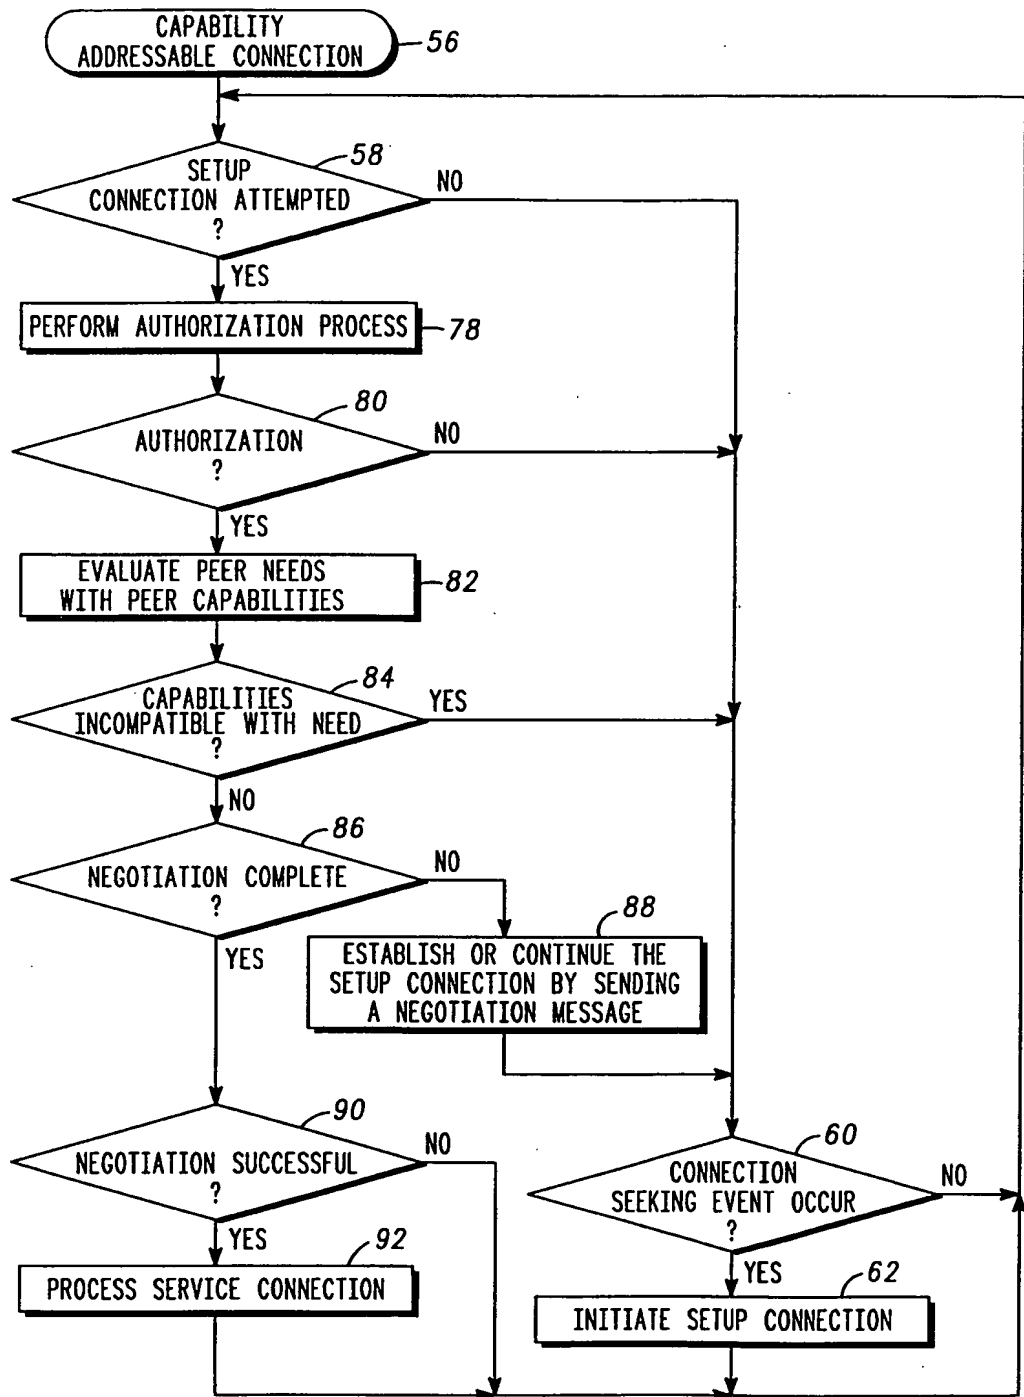 CAPABILITY
ADDRESSABLE CONNECTION
56
58
SETUP
CONNECTION ATTEMPTED
?
NO
YES
PERFORM AUTHORIZATION PROCESS
78
80
AUTHORIZATION
?
NO
YES
EVALUATE PEER NEEDS
WITH PEER CAPABILITIES
82
84
CAPABILITIES
INCOMPATIBLE WITH NEED
?
YES
NO
86
NEGOTIATION COMPLETE
?
NO
YES
88
ESTABLISH OR CONTINUE THE
SETUP CONNECTION BY SENDING
A NEGOTIATION MESSAGE
90
NEGOTIATION SUCCESSFUL
?
NO
YES
92
PROCESS SERVICE CONNECTION
60
CONNECTION
SEEKING EVENT OCCUR
?
NO
YES
62
INITIATE SETUP CONNECTION